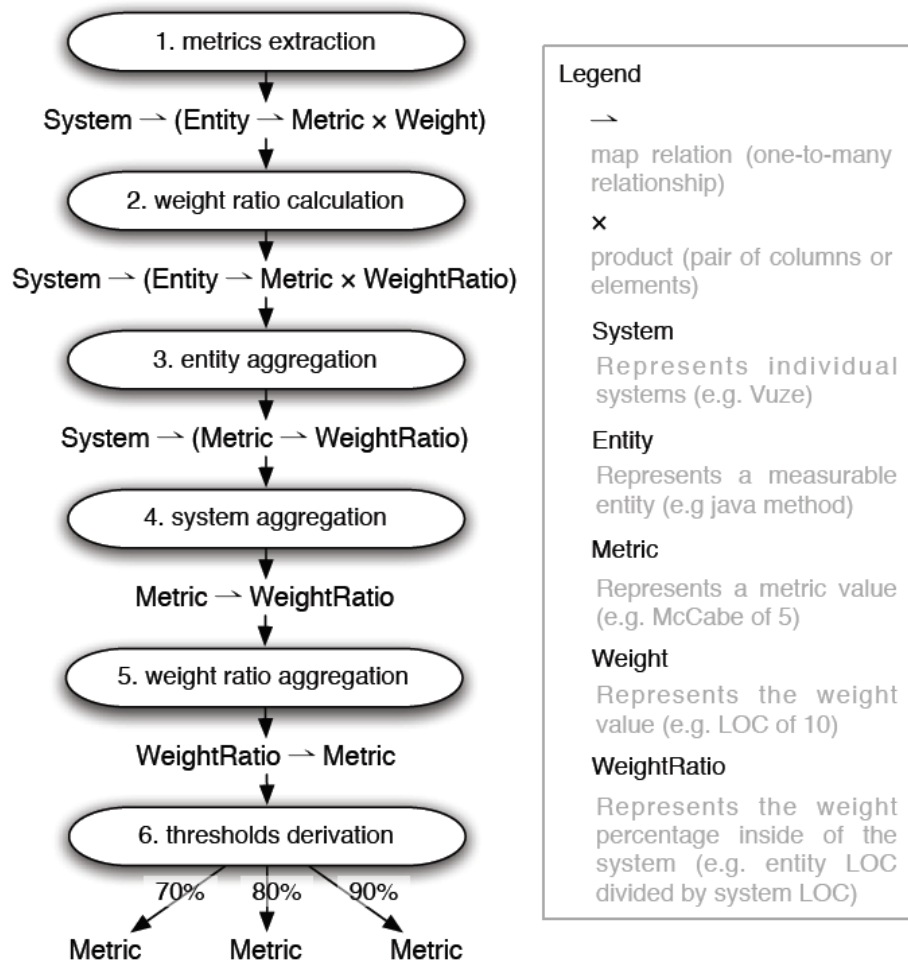 1. metrics extraction
System ⇀ (Entity ⇀ Metric × Weight)
2. weight ratio calculation
System ⇀ (Entity ⇀ Metric × WeightRatio)
3. entity aggregation
System ⇀ (Metric ⇀ WeightRatio)
4. system aggregation
Metric ⇀ WeightRatio
5. weight ratio aggregation
WeightRatio ⇀ Metric
6. thresholds derivation
70% 80% 90%
Metric Metric Metric
Legend
⇀
map relation (one-to-many
relationship)
×
product (pair of columns or
elements)
System
Represents individual
systems (e.g. Vuze)
Entity
Represents a measurable
entity (e.g java method)
Metric
Represents a metric value
(e.g. McCabe of 5)
Weight
Represents the weight
value (e.g. LOC of 10)
WeightRatio
Represents the weight
percentage inside of the
system (e.g. entity LOC
divided by system LOC)